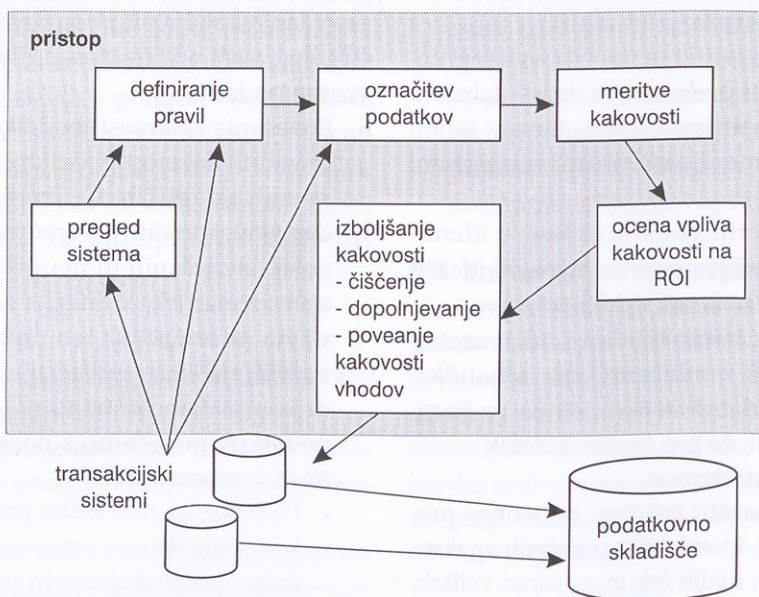 pristop
definiranje
pravil
označitev
podatkov
meritve
kakovosti
pregled
sistema
izboljšanje
kakovosti
- čiščenje
- dopolnjevanje
- poveanje
kakovosti
vhodov
ocena vpliva
kakovosti na
ROI
transakcijski
sistemi
podatkovno
skladišče